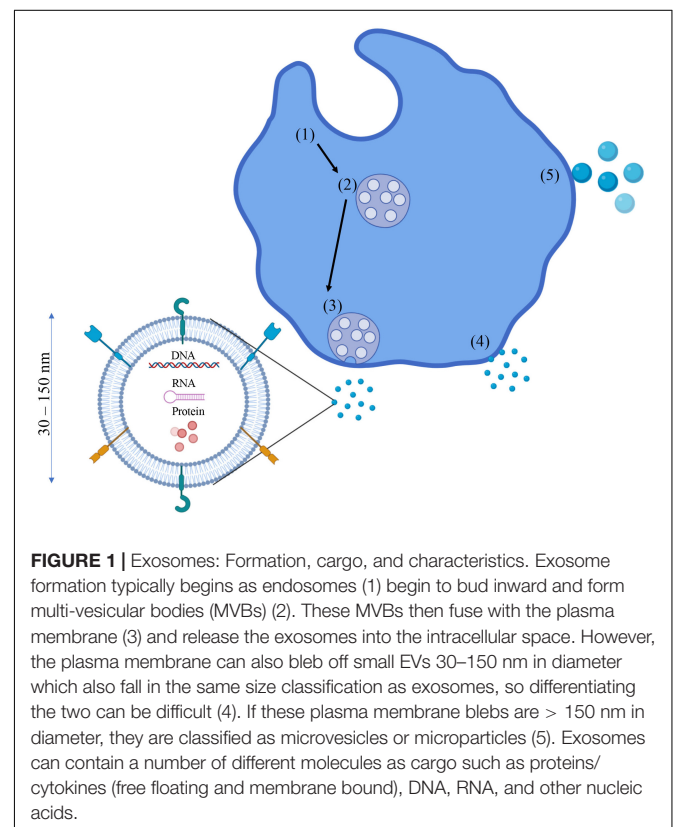 (1)
(2)
(5)
(3)
(4)
30 – 150 nm
DNA
RNA
Protein
FIGURE 1 | Exosomes: Formation, cargo, and characteristics. Exosome
formation typically begins as endosomes (1) begin to bud inward and form
multi-vesicular bodies (MVBs) (2). These MVBs then fuse with the plasma
membrane (3) and release the exosomes into the intracellular space. However,
the plasma membrane can also bleb off small EVs 30–150 nm in diameter
which also fall in the same size classification as exosomes, so differentiating
the two can be difficult (4). If these plasma membrane blebs are > 150 nm in
diameter, they are classified as microvesicles or microparticles (5). Exosomes
can contain a number of different molecules as cargo such as proteins/
cytokines (free floating and membrane bound), DNA, RNA, and other nucleic
acids.